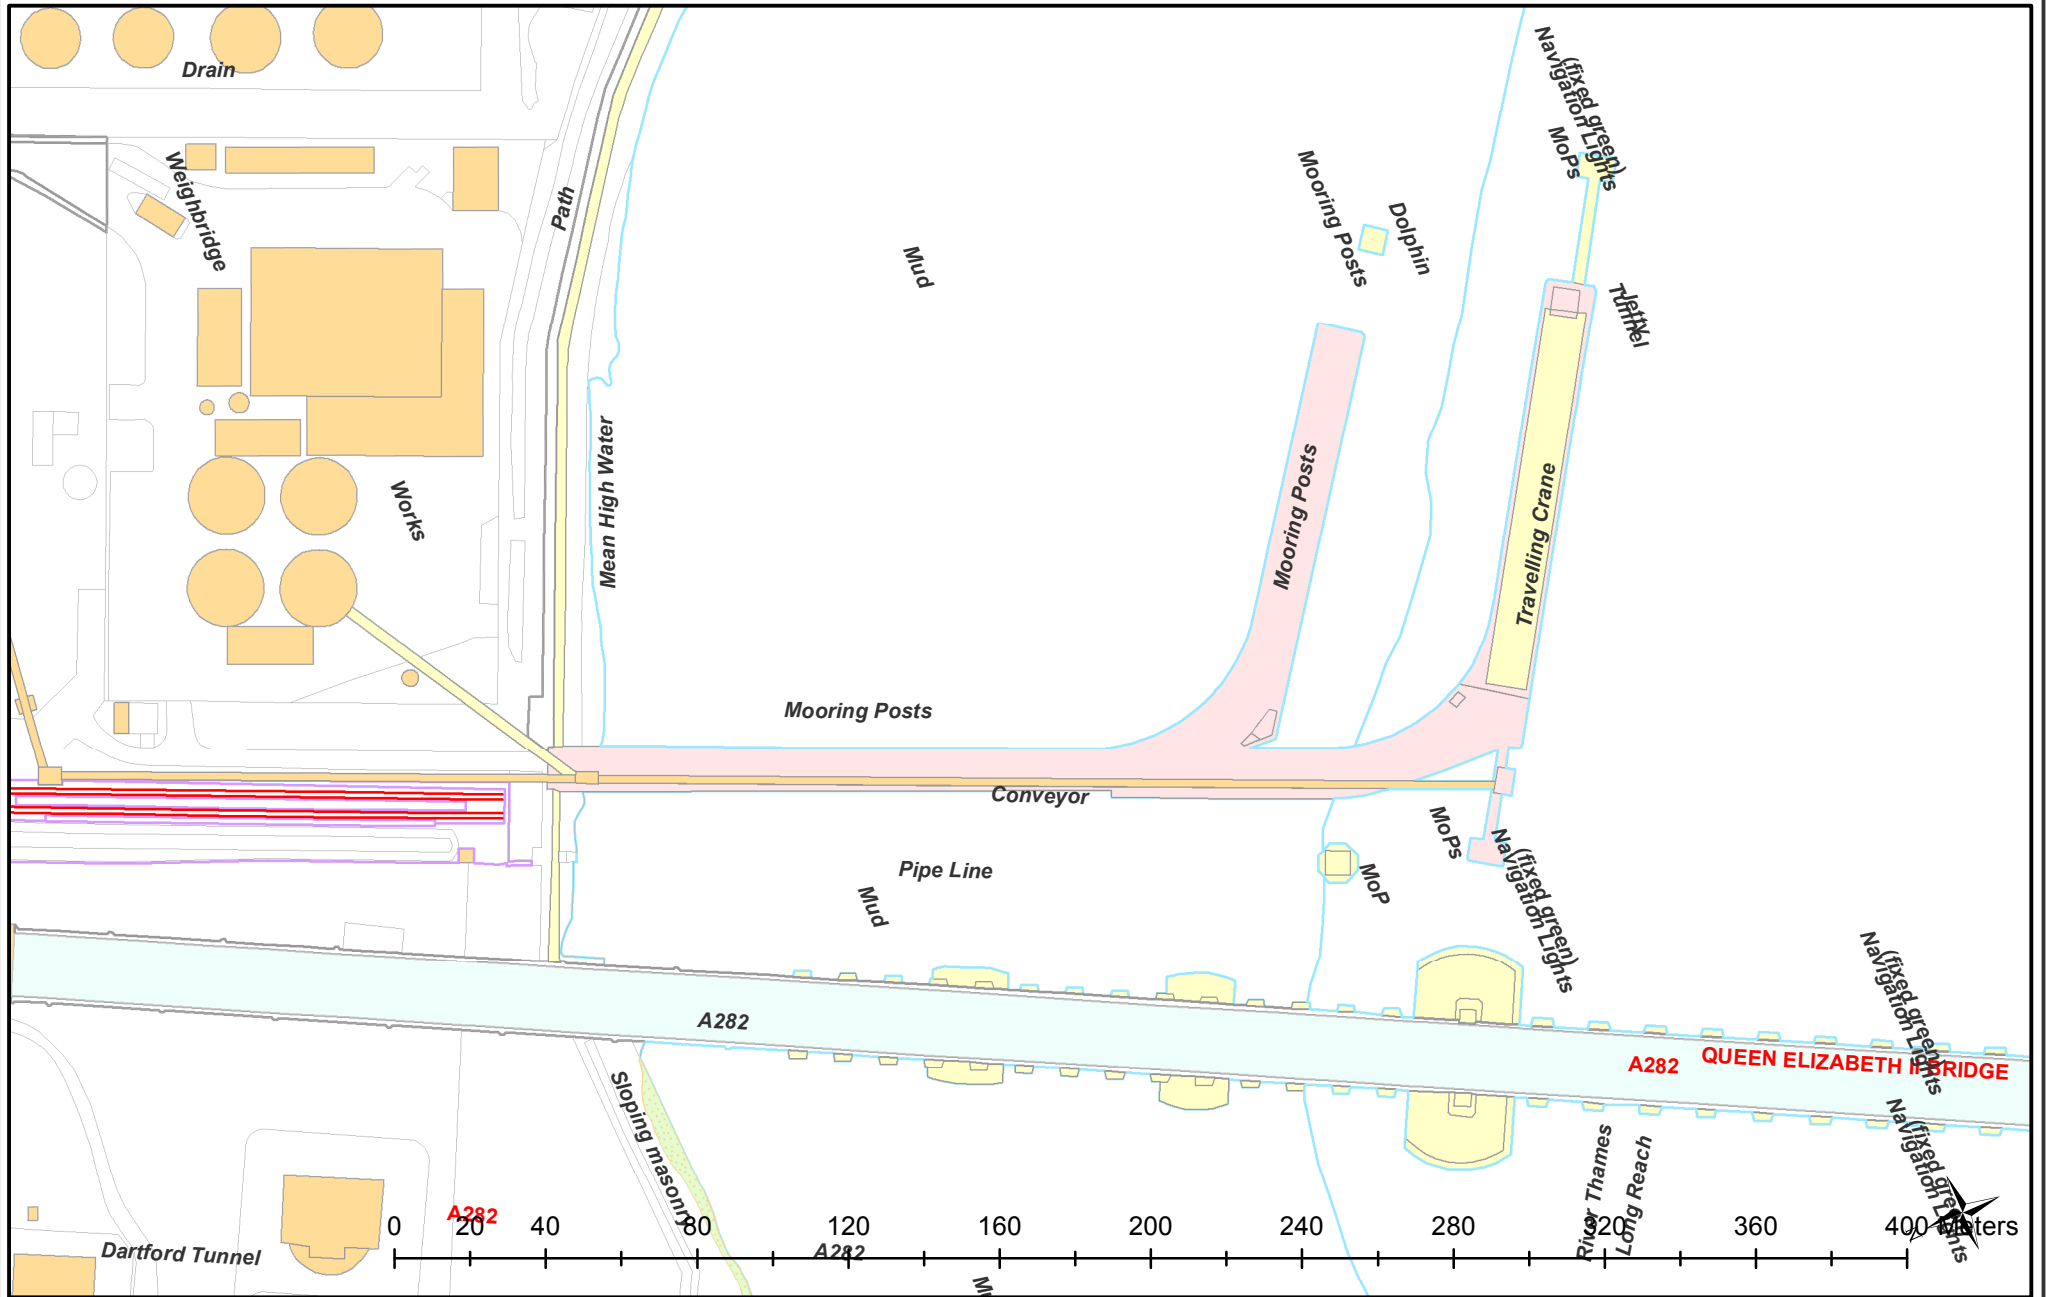 Drain
Weighbridge
Path
Mud
Mooring Posts
Dolphin
Navigation Lights
(fixed green)
MoPs
Jetty
Tunnel
Works
Mean High Water
Mooring Posts
Travelling Crane
Mooring Posts
Conveyor
Pipe Line
Mud
MoP
MoPs
Navigation Lights
(fixed green)
Navigation Lights
(fixed green)
A282
A282
QUEEN ELIZABETH II BRIDGE
Sloping masonry
River Thames
Long Reach
Navigation Lights
(fixed green)
A282
Dartford Tunnel
A282
0 20 40 80 120 160 200 240 280 320 360 400 Meters